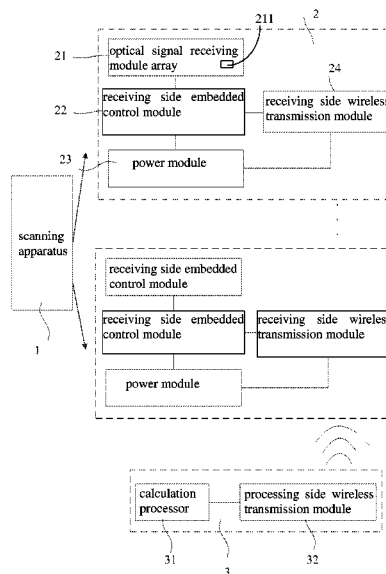 211
2
21
optical signal receiving
module array
24
22
receiving side embedded
control module
receiving side wireless
transmission module
23
power module
scanning
apparatus
1
receiving side embedded
control module
receiving side embedded
control module
receiving side wireless
transmission module
power module
calculation
processor
processing side wireless
transmission module
31
3
32